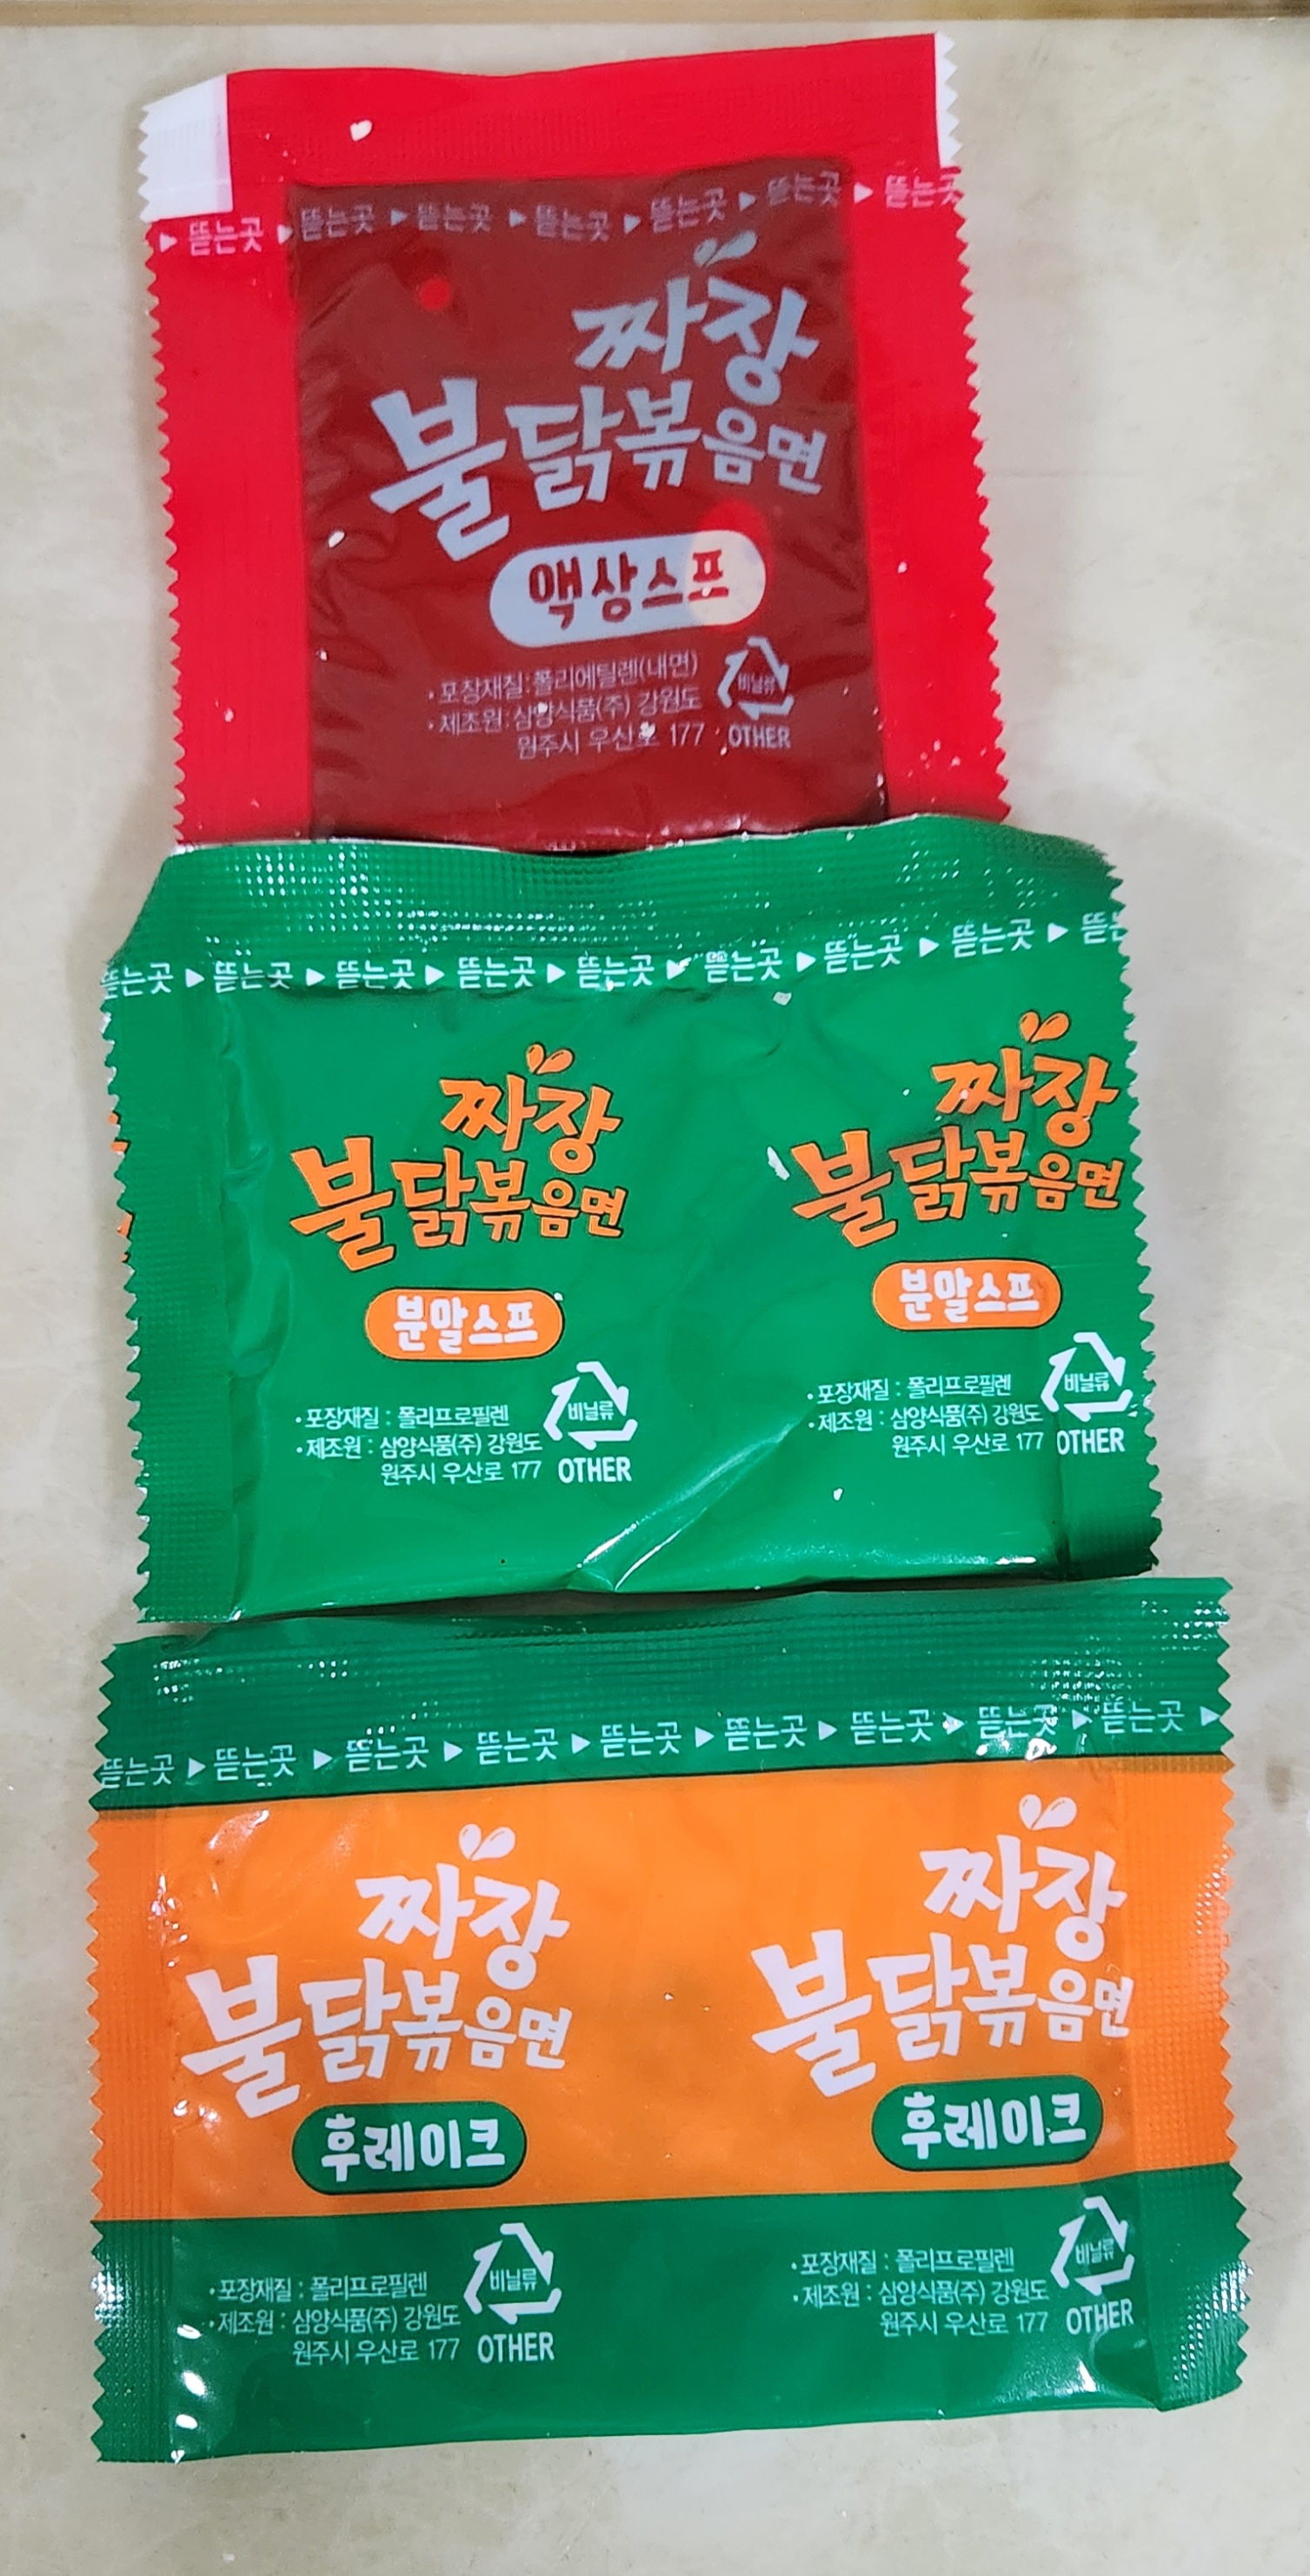 ▶ 뜯는곳 ▶ 뜯는곳 ▶ 뜯는곳 ▶ 뜯는곳 ▶ 뜯는곳 ▶ 뜯는곳 ▶ 뜯는곳
짜장
불닭볶음면
액상스프
• 포장재질 : 폴리에틸렌(내면)
• 제조원 : 삼양식품(주) 강원도
원주시 우산로 177
비닐류
OTHER
뜯는곳 ▶ 뜯는곳 ▶ 뜯는곳 ▶ 뜯는곳 ▶ 뜯는곳 ▶ 뜯는곳 ▶ 뜯는곳 ▶ 뜯는곳 ▶ 뜯는
짜장
불닭볶음면
분말스프
• 포장재질 : 폴리프로필렌
• 제조원 : 삼양식품(주) 강원도
원주시 우산로 177
비닐류
OTHER
짜장
불닭볶음면
분말스프
• 포장재질 : 폴리프로필렌
• 제조원 : 삼양식품(주) 강원도
원주시 우산로 177
비닐류
OTHER
뜯는곳 ▶ 뜯는곳 ▶ 뜯는곳 ▶ 뜯는곳 ▶ 뜯는곳 ▶ 뜯는곳 ▶ 뜯는곳 ▶ 뜯는곳 ▶ 뜯는곳 ▶
짜장
불닭볶음면
후레이크
• 포장재질 : 폴리프로필렌
• 제조원 : 삼양식품(주) 강원도
원주시 우산로 177
비닐류
OTHER
짜장
불닭볶음면
후레이크
• 포장재질 : 폴리프로필렌
• 제조원 : 삼양식품(주) 강원도
원주시 우산로 177
비닐류
OTHER